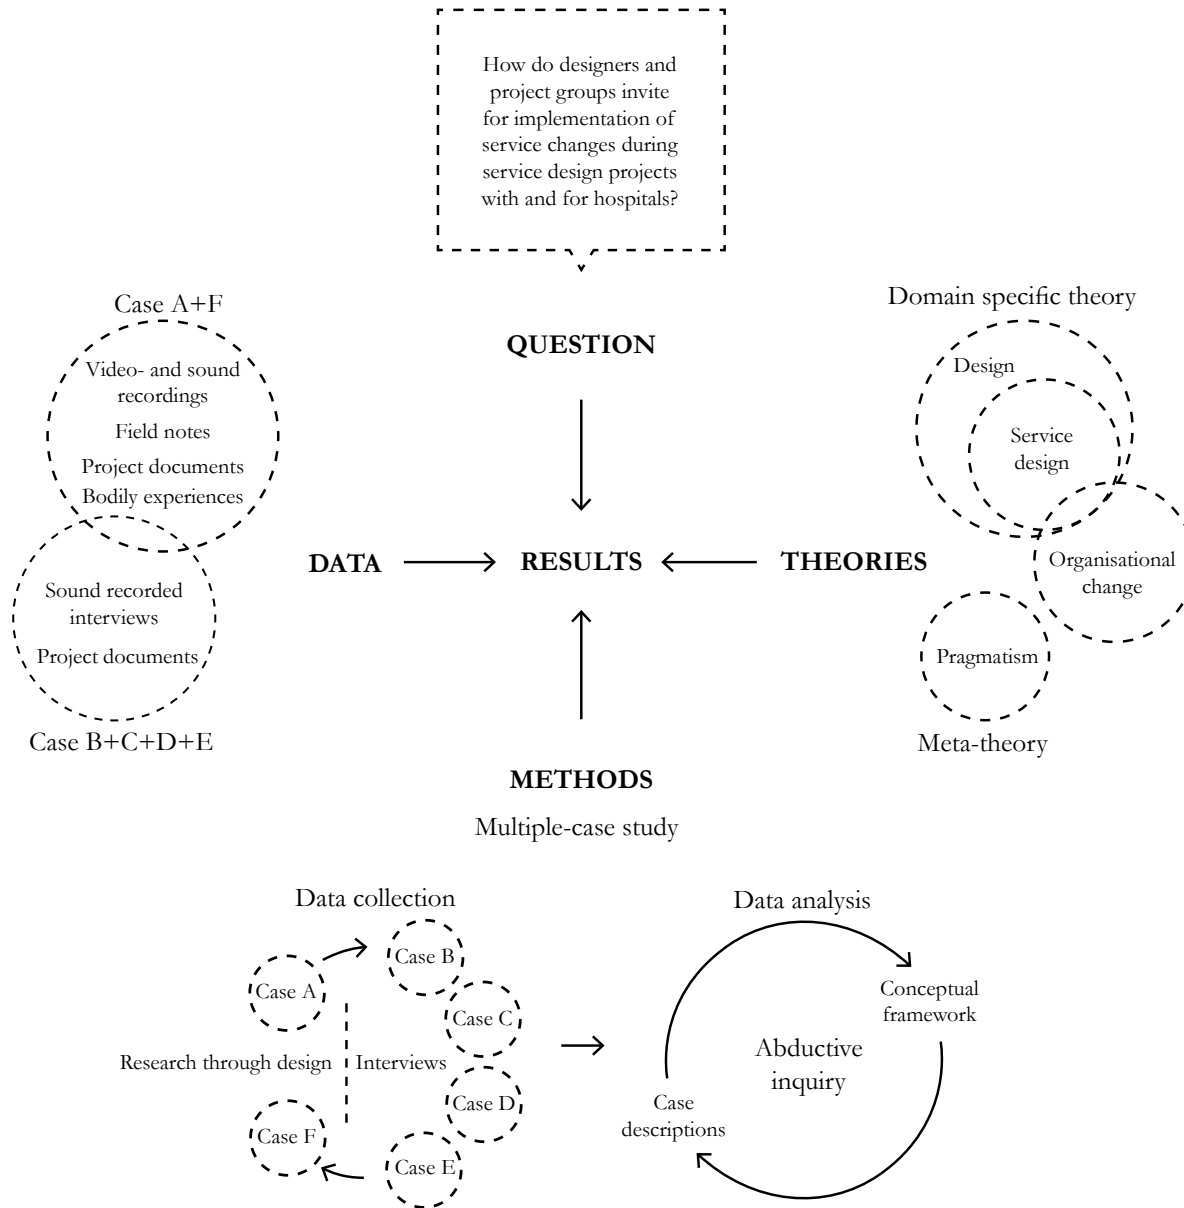 How do designers and
project groups invite
for implementation of
service changes during
service design projects
with and for hospitals?
QUESTION
Case A+F
Video- and sound
recordings
Field notes
Project documents
Bodily experiences
Sound recorded
interviews
Project documents
Case B+C+D+E
DATA
RESULTS
THEORIES
Domain specific theory
Design
Service
design
Organisational
change
Pragmatism
Meta-theory
METHODS
Multiple-case study
Data collection
Case A
Case B
Case C
Research through design
Interviews
Case D
Case E
Case F
Data analysis
Conceptual
framework
Abductive
inquiry
Case
descriptions